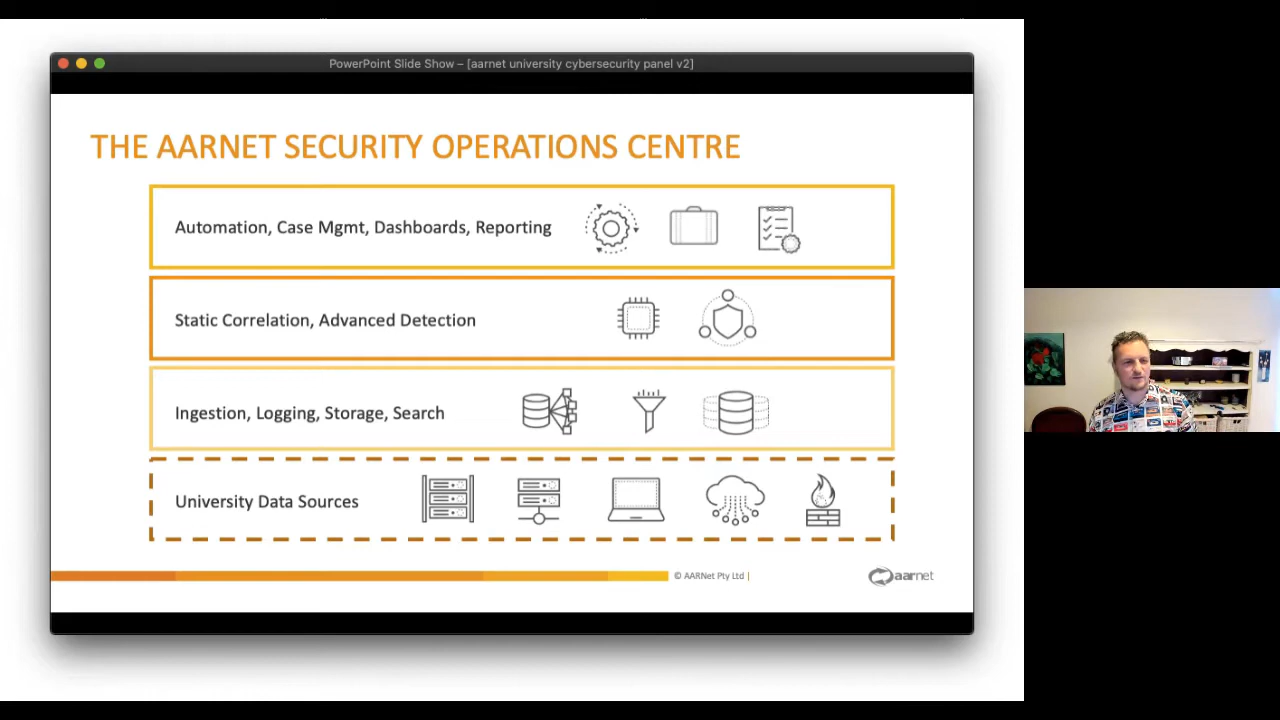 PowerPoint Slide Show – [aarnet university cybersecurity panel v2]
THE AARNET SECURITY OPERATIONS CENTRE
Automation, Case Mgmt, Dashboards, Reporting
Static Correlation, Advanced Detection
Ingestion, Logging, Storage, Search
University Data Sources
© AARNet Pty Ltd |
aarnet